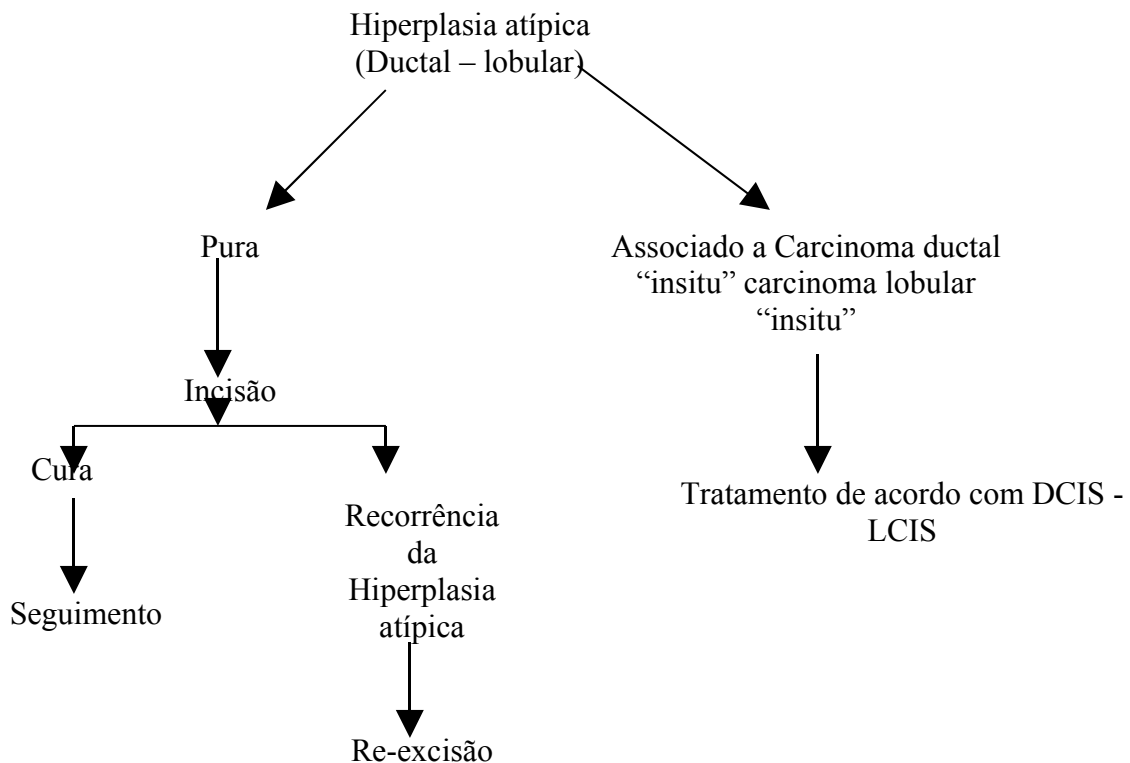 Hiperplasia atípica
(Ductal – lobular)
Pura
Associado a Carcinoma ductal
“insitu” carcinoma lobular
“insitu”
Incisão
Cura
Seguimento
Recorrência
da
Hiperplasia
atípica
Re-excisão
Tratamento de acordo com DCIS -
LCIS